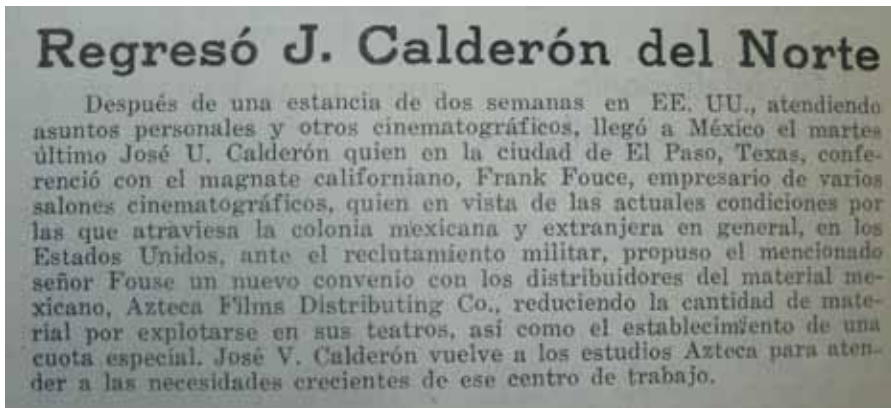 Regresó J. Calderón del Norte
Después de una estancia de dos semanas en EE. UU., atendiendo
asuntos personales y otros cinematográficos, llegó a México el martes
último José U. Calderón quien en la ciudad de El Paso, Texas, confe-
renció con el magnate californiano, Frank Fouce, empresario de varios
salones cinematográficos, quien en vista de las actuales condiciones por
las que atraviesa la colonia mexicana y extranjera en general, en los
Estados Unidos, ante el reclutamiento militar, propuso el mencionado
señor Fouse un nuevo convenio con los distribuidores del material me-
xicano, Azteca Films Distributing Co., reduciendo la cantidad de mate-
rial por explotarse en sus teatros, así como el establecimiento de una
cuota especial. José V. Calderón vuelve a los estudios Azteca para aten-
der a las necesidades crecientes de ese centro de trabajo.